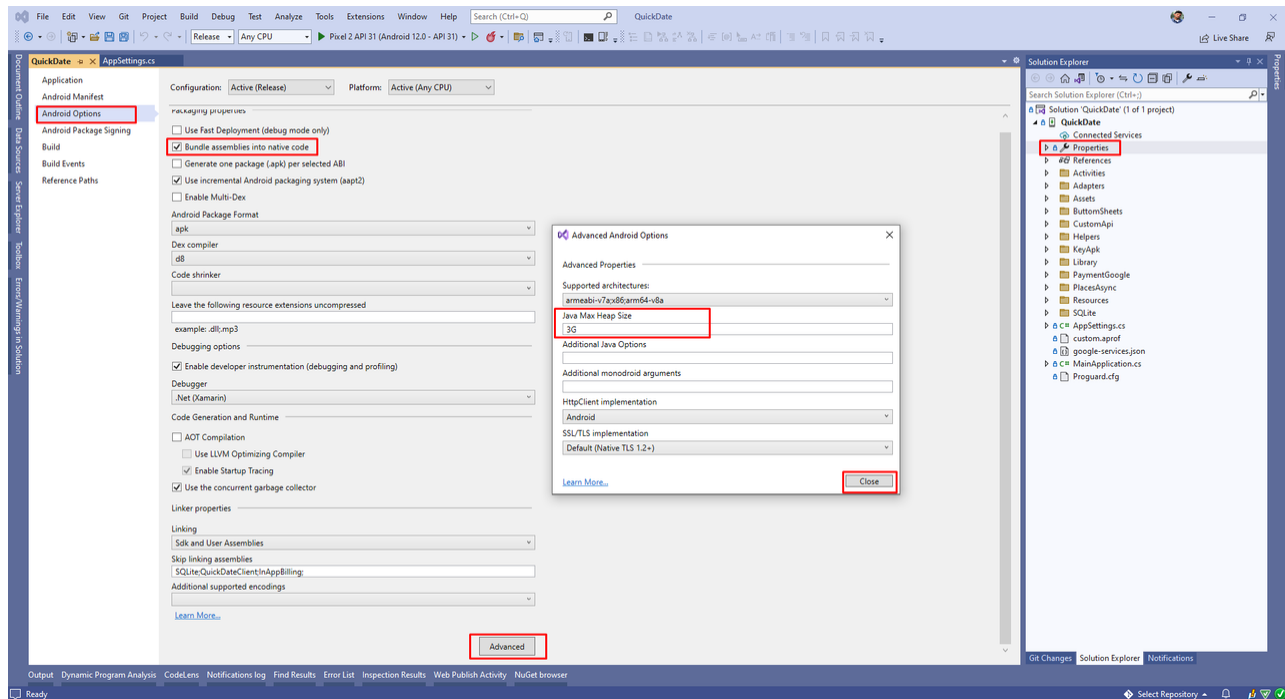 File Edit View Git Project Build Debug Test Analyze Tools Extensions Window Help Search (Ctrl+Q) QuickDate
Release Any CPU Pixel 2 API 31 (Android 12.0 - API 31) Live Share
Document Outline
Data Sources
Server Explorer
Toolbox
Errors/Warnings in Solution
QuickDate AppSettings.cs
Application
Android Manifest
Android Options
Android Package Signing
Build
Build Events
Reference Paths
Configuration: Active (Release) Platform: Active (Any CPU)
Packaging properties
Use Fast Deployment (debug mode only)
Bundle assemblies into native code
Generate one package (.apk) per selected ABI
Use incremental Android packaging system (aapt2)
Enable Multi-Dex
Android Package Format
apk
Dex compiler
d8
Code shrinker
Leave the following resource extensions uncompressed
example: .dll;.mp3
Debugging options
Enable developer instrumentation (debugging and profiling)
Debugger
.Net (Xamarin)
Code Generation and Runtime
AOT Compilation
Use LLVM Optimizing Compiler
Enable Startup Tracing
Use the concurrent garbage collector
Linker properties
Linking
Sdk and User Assemblies
Skip linking assemblies
SQLite;QuickDateClient;InAppBilling;
Additional supported encodings
Learn More...
Advanced
Advanced Android Options
Advanced Properties
Supported architectures:
armeabi-v7a;x86;arm64-v8a
Java Max Heap Size
3G
Additional Java Options
Additional monodroid arguments
HttpClient implementation
Android
SSL/TLS implementation
Default (Native TLS 1.2+)
Learn More...
Close
Solution Explorer
Search Solution Explorer (Ctrl+;)
Solution 'QuickDate' (1 of 1 project)
QuickDate
Connected Services
Properties
References
Activities
Adapters
Assets
ButtomSheets
CustomApi
Helpers
KeyApk
Library
PaymentGoogle
PlacesAsync
Resources
SQLite
C# AppSettings.cs
custom.aprof
google-services.json
C# MainApplication.cs
Proguard.cfg
Properties
Git Changes Solution Explorer Notifications
Output Dynamic Program Analysis CodeLens Notifications log Find Results Error List Inspection Results Web Publish Activity NuGet browser
Ready Select Repository